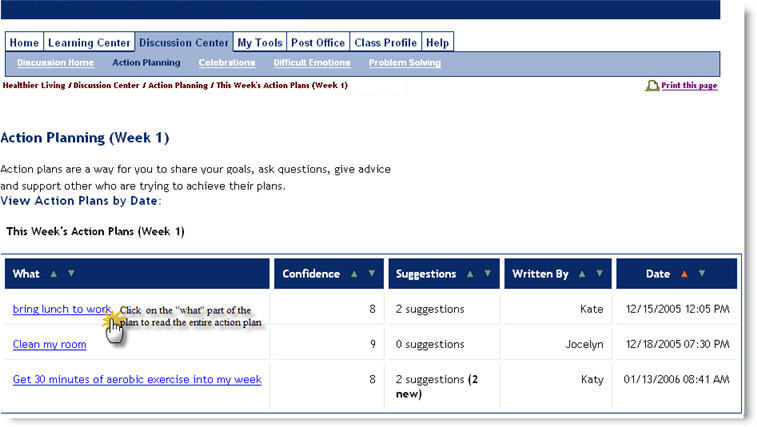 Home Learning Center Discussion Center My Tools Post Office Class Profile Help
Discussion Home Action Planning Celebrations Difficult Emotions Problem Solving
Healthier Living / Discussion Center / Action Planning / This Week's Action Plans (Week 1) Print this page
Action Planning (Week 1)
Action plans are a way for you to share your goals, ask questions, give advice
and support other who are trying to achieve their plans.
View Action Plans by Date:
This Week's Action Plans (Week 1)
What Confidence Suggestions Written By Date
bring lunch to work 8 2 suggestions Kate 12/15/2005 12:05 PM
Click on the "what" part of the
plan to read the entire action plan
Clean my room 9 0 suggestions Jocelyn 12/18/2005 07:30 PM
Get 30 minutes of aerobic exercise into my week 8 2 suggestions (2 Katy 01/13/2006 08:41 AM
new)